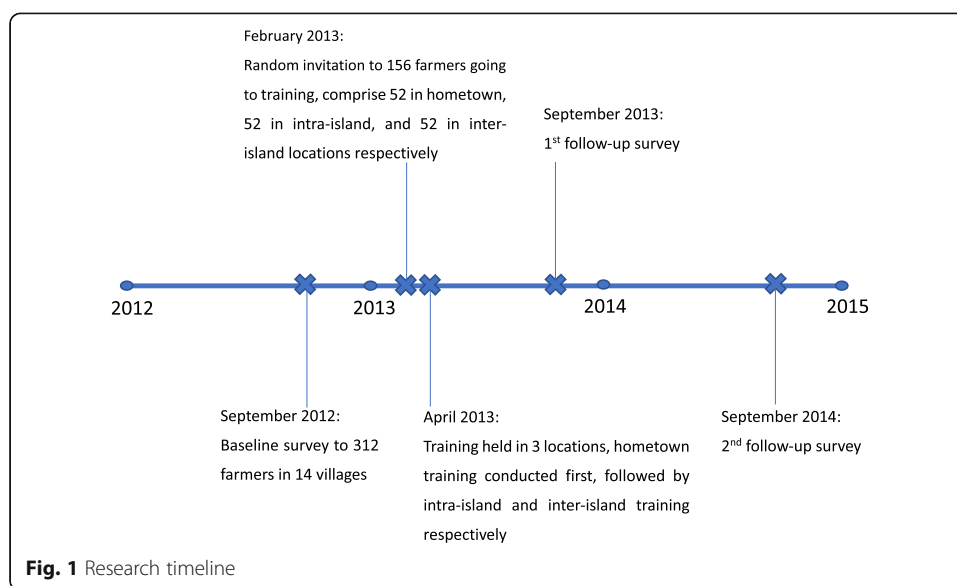 February 2013:
Random invitation to 156 farmers going
to training, comprise 52 in hometown,
52 in intra-island, and 52 in inter-
island locations respectively
September 2013:
1st follow-up survey
2012
2013
2014
2015
September 2012:
Baseline survey to 312
farmers in 14 villages
April 2013:
Training held in 3 locations, hometown
training conducted first, followed by
intra-island and inter-island training
respectively
September 2014:
2nd follow-up survey
Fig. 1 Research timeline